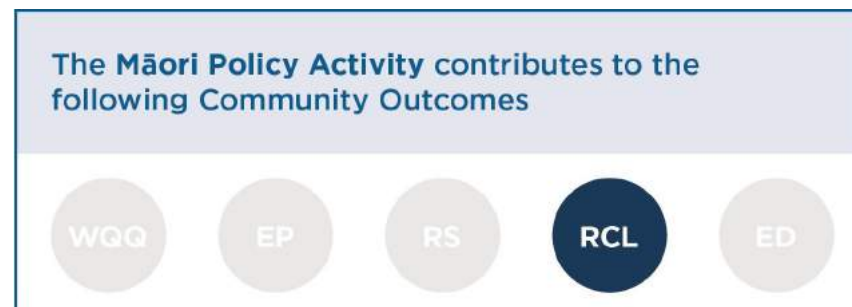 The Māori Policy Activity contributes to the
following Community Outcomes
WQQ EP RS RCL ED